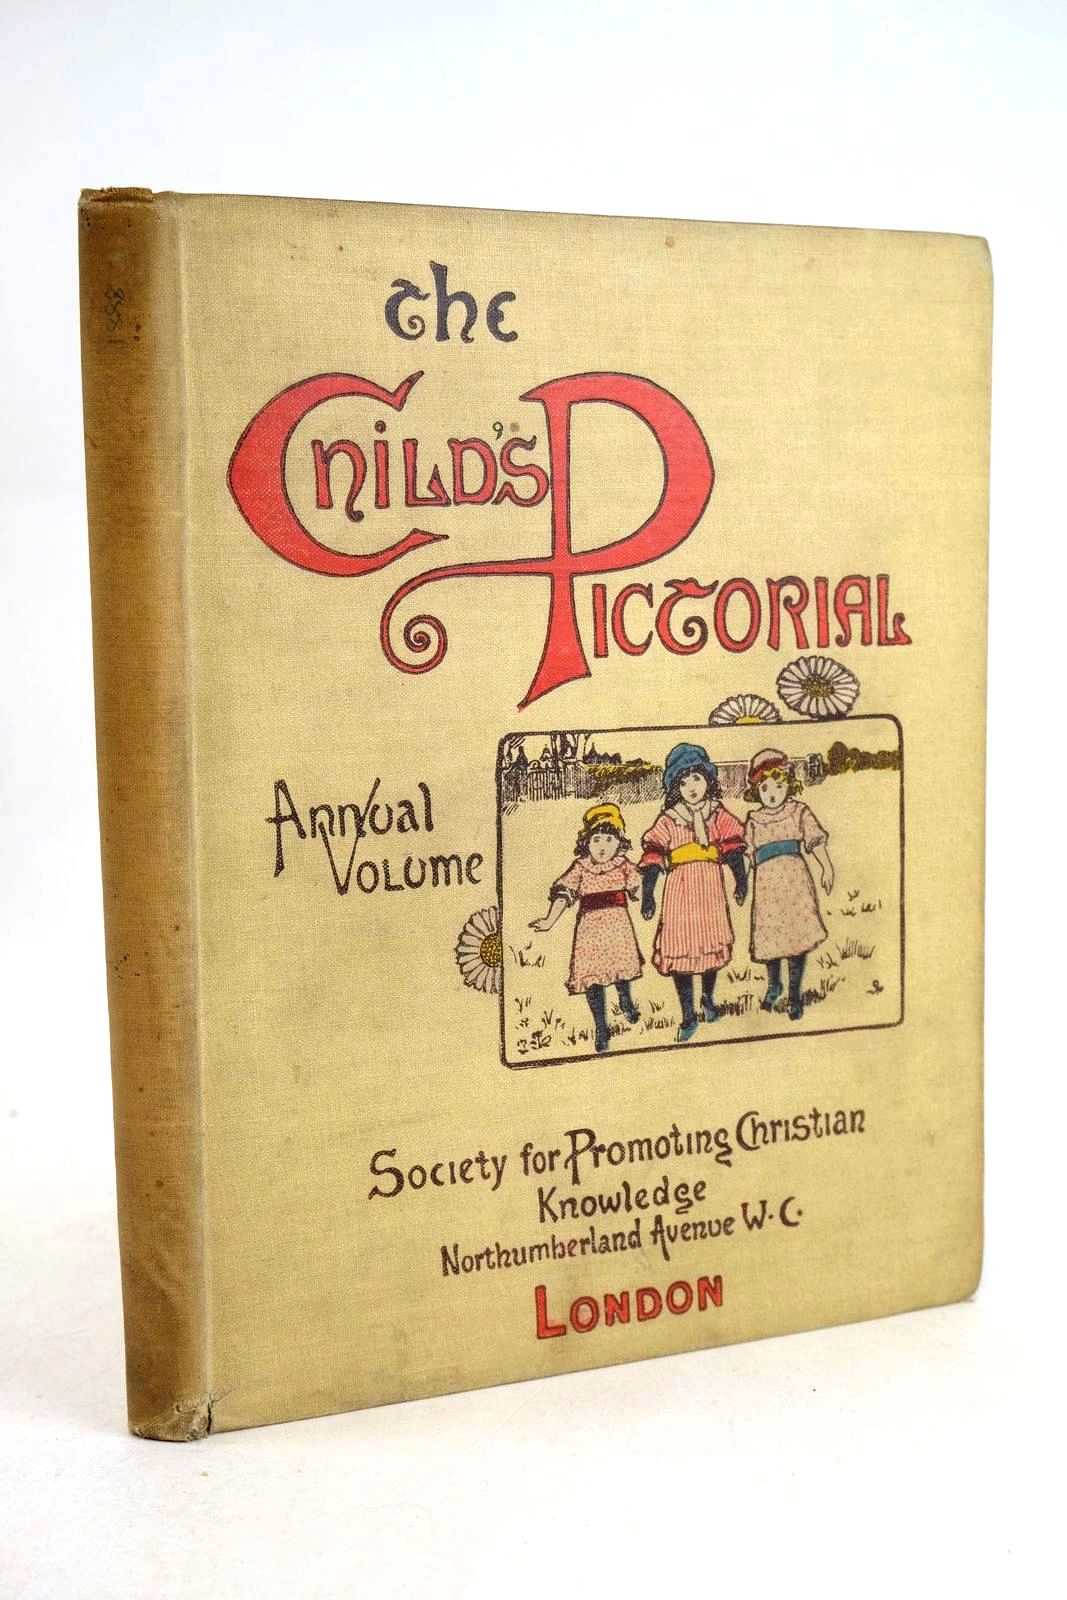 The
Child's
Pictorial
Annual
Volume
Society for Promoting Christian
Knowledge
Northumberland Avenue W. C.
London